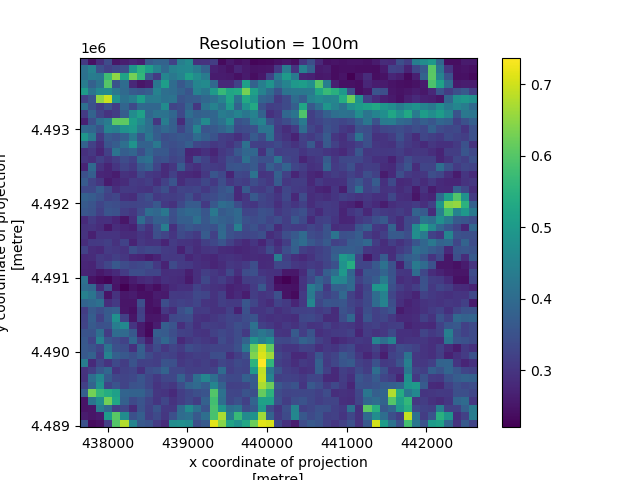 Resolution = 100m
1e6
4.493
4.492
4.491
4.490
4.489
y coordinate of projection
[metre]
438000 439000 440000 441000 442000
x coordinate of projection
[metre]
0.7
0.6
0.5
0.4
0.3